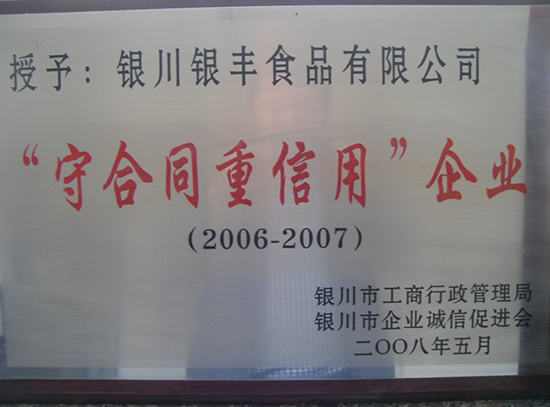 授予：银川银丰食品有限公司
“守合同重信用”企业
(2006-2007)
银川市工商行政管理局
银川市企业诚信促进会
二〇〇八年五月